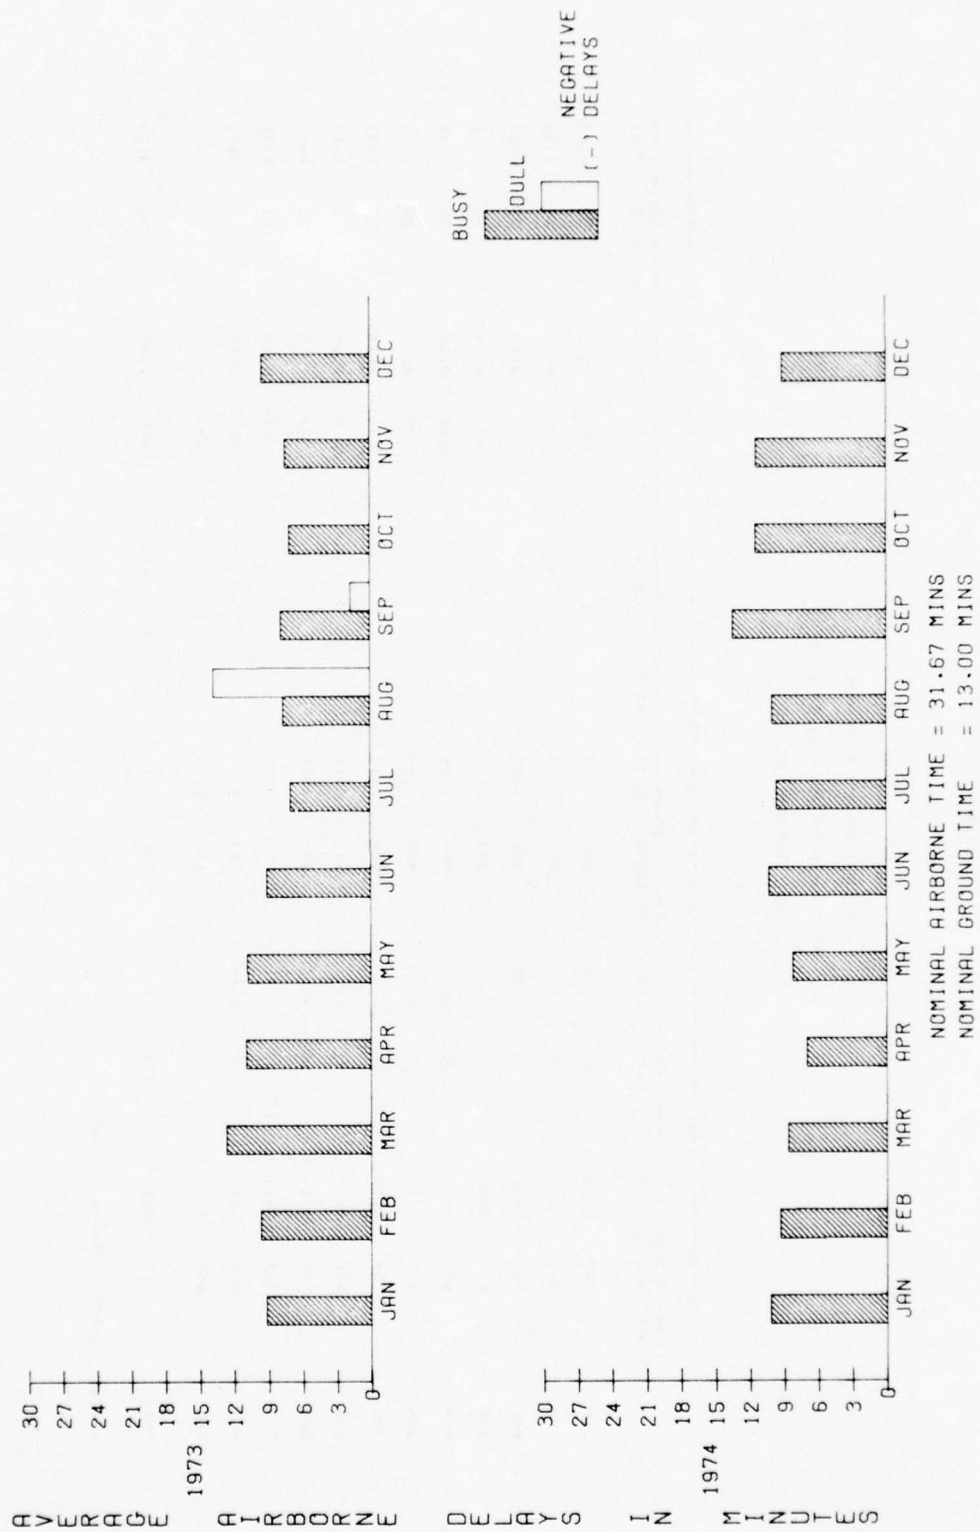 AVERAGE AIRBORNE DELAYS IN MINUTES
1973
30
27
24
21
18
15
12
9
6
3
0
JAN FEB MAR APR MAY JUN JUL AUG SEP OCT NOV DEC
BUSY
DULL
NEGATIVE
(-) DELAYS
1974
30
27
24
21
18
15
12
9
6
3
0
JAN FEB MAR APR MAY JUN JUL AUG SEP OCT NOV DEC
NOMINAL AIRBORNE TIME = 31.67 MINS
NOMINAL GROUND TIME = 13.00 MINS